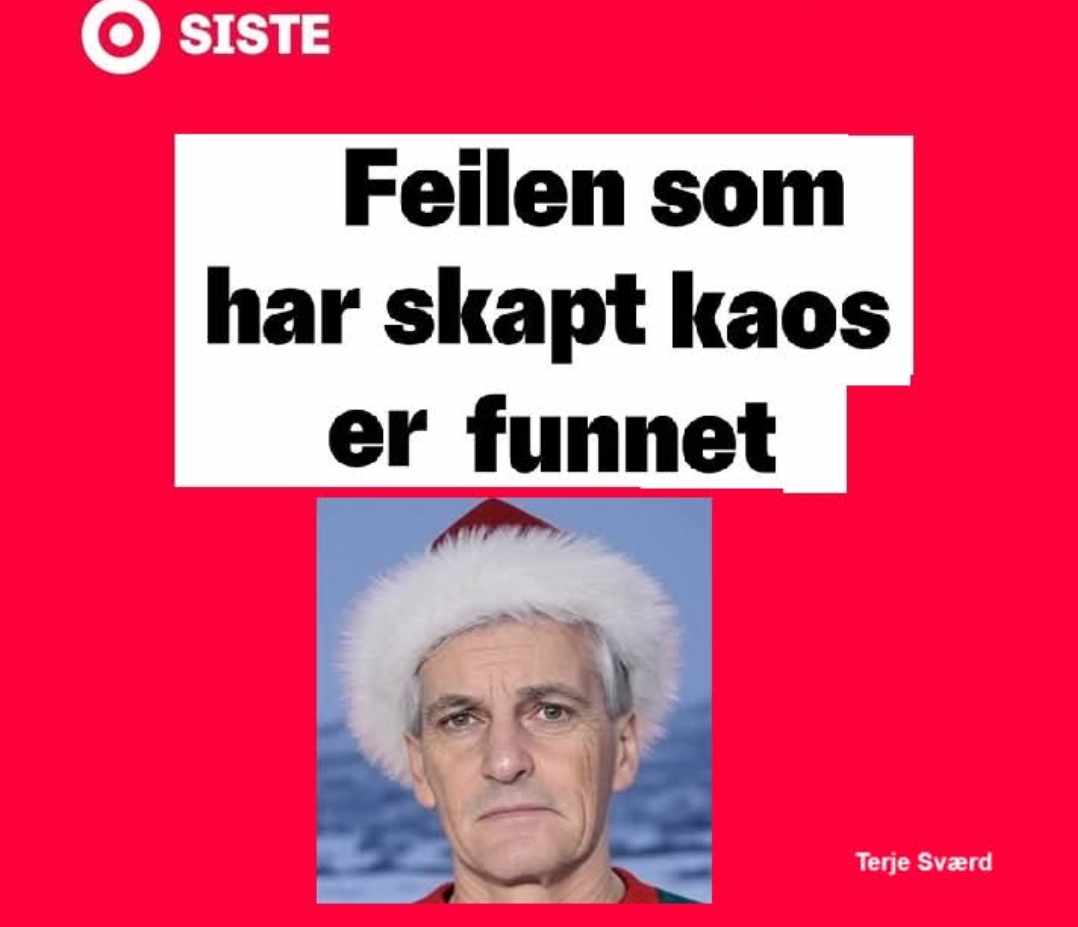 SISTE
Feilen som
har skapt kaos
er funnet
Terje Sværd